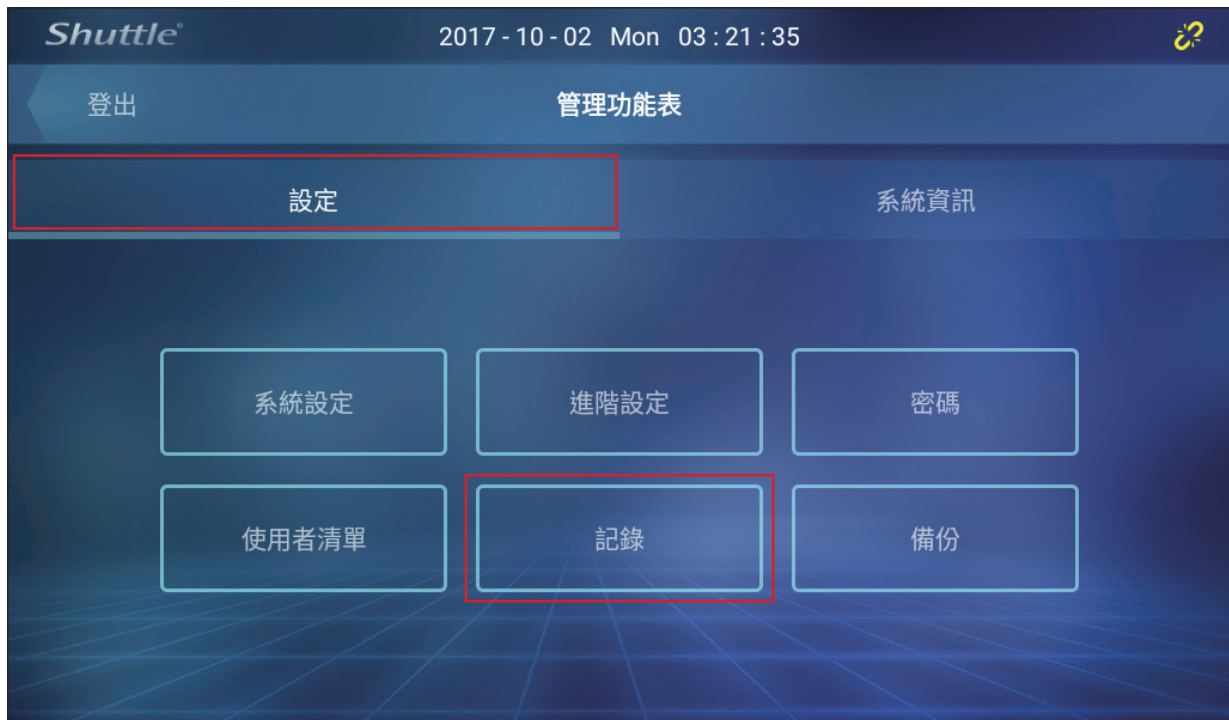 Shuttle® 2017-10-02 Mon 03:21:35
登出 管理功能表
設定 系統資訊
系統設定 進階設定 密碼
使用者清單 記錄 備份